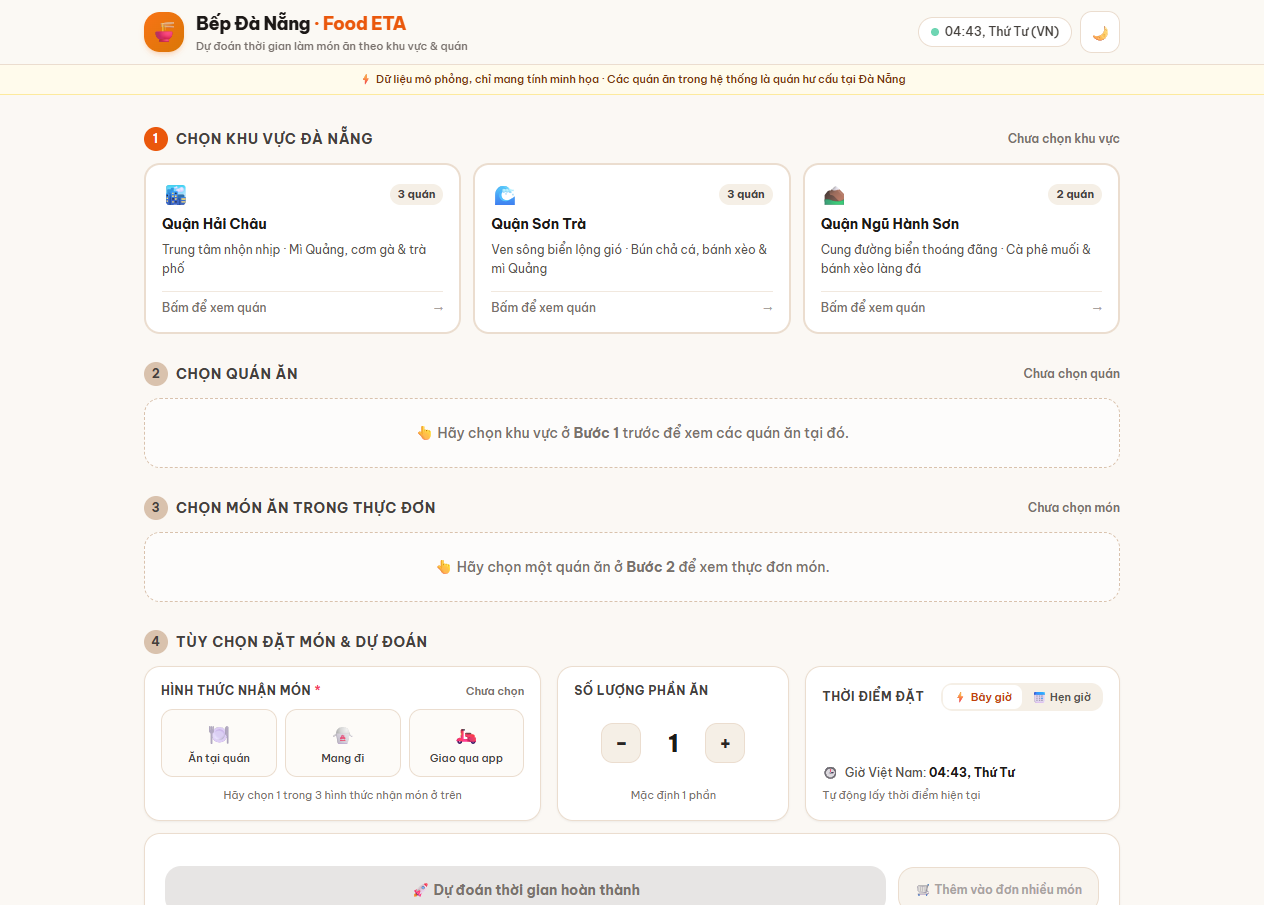 Bếp Đà Nẵng · Food ETA
Dự đoán thời gian làm món ăn theo khu vực & quán
04:43, Thứ Tư (VN)
Dữ liệu mô phỏng, chỉ mang tính minh họa · Các quán ăn trong hệ thống là quán hư cấu tại Đà Nẵng
1 CHỌN KHU VỰC ĐÀ NẴNG
Chưa chọn khu vực
3 quán
Quận Hải Châu
Trung tâm nhộn nhịp · Mì Quảng, cơm gà & trà
phố
Bấm để xem quán →
3 quán
Quận Sơn Trà
Ven sông biển lộng gió · Bún chả cá, bánh xèo &
mì Quảng
Bấm để xem quán →
2 quán
Quận Ngũ Hành Sơn
Cung đường biển thoáng đãng · Cà phê muối &
bánh xèo làng đá
Bấm để xem quán →
2 CHỌN QUÁN ĂN
Chưa chọn quán
Hãy chọn khu vực ở Bước 1 trước để xem các quán ăn tại đó.
3 CHỌN MÓN ĂN TRONG THỰC ĐƠN
Chưa chọn món
Hãy chọn một quán ăn ở Bước 2 để xem thực đơn món.
4 TÙY CHỌN ĐẶT MÓN & DỰ ĐOÁN
HÌNH THỨC NHẬN MÓN *
Chưa chọn
Ăn tại quán
Mang đi
Giao qua app
Hãy chọn 1 trong 3 hình thức nhận món ở trên
SỐ LƯỢNG PHẦN ĂN
- 1 +
Mặc định 1 phần
THỜI ĐIỂM ĐẶT
Bây giờ
Hẹn giờ
Giờ Việt Nam: 04:43, Thứ Tư
Tự động lấy thời điểm hiện tại
Dự đoán thời gian hoàn thành
Thêm vào đơn nhiều món